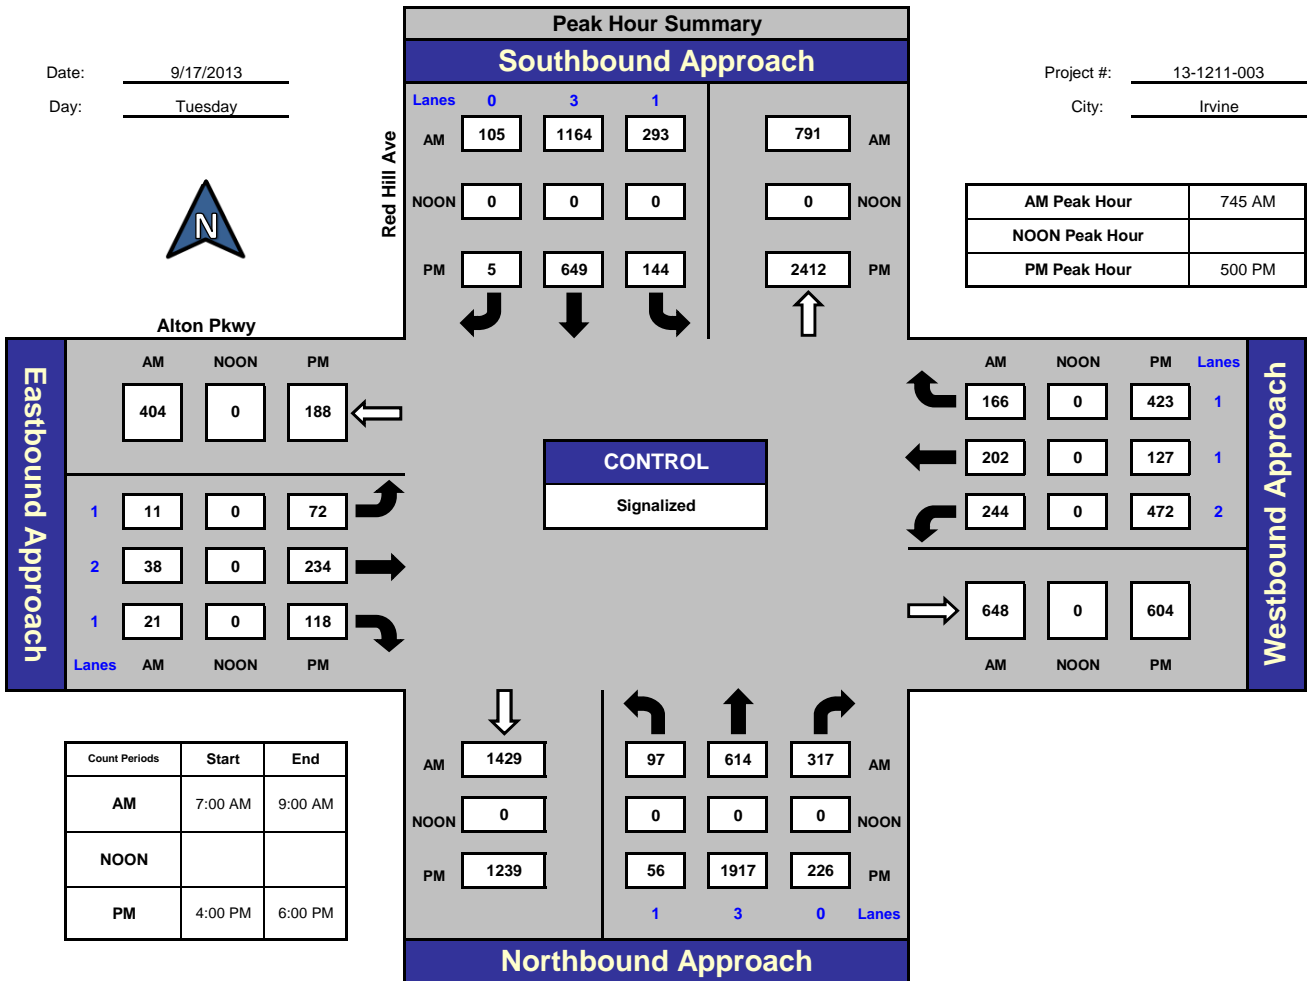 Peak Hour Summary
Southbound Approach
Date: 9/17/2013
Day: Tuesday
Project #: 13-1211-003
City: Irvine
N
Red Hill Ave
Lanes 0 3 1
AM 105 1164 293 791 AM
NOON 0 0 0 0 NOON
PM 5 649 144 2412 PM
AM Peak Hour 745 AM
NOON Peak Hour
PM Peak Hour 500 PM
Alton Pkwy
Eastbound Approach
AM NOON PM
404 0 188
1 11 0 72
2 38 0 234
1 21 0 118
Lanes AM NOON PM
CONTROL
Signalized
AM NOON PM Lanes
166 0 423 1
202 0 127 1
244 0 472 2
648 0 604
AM NOON PM
Westbound Approach
Count Periods Start End
AM 7:00 AM 9:00 AM
NOON
PM 4:00 PM 6:00 PM
AM 1429 97 614 317 AM
NOON 0 0 0 0 NOON
PM 1239 56 1917 226 PM
1 3 0 Lanes
Northbound Approach